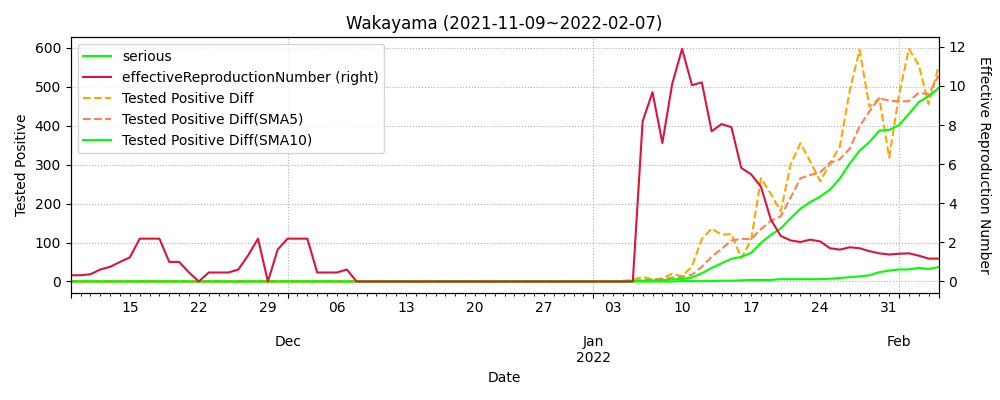 Wakayama (2021-11-09~2022-02-07)
serious
effectiveReproductionNumber (right)
Tested Positive Diff
Tested Positive Diff(SMA5)
Tested Positive Diff(SMA10)
Tested Positive
600
500
400
300
200
100
0
12
10
8
6
4
2
0
Effective Reproduction Number
15 22 29 06 13 20 27 03 10 17 24 31
Dec Jan Feb
2022
Date